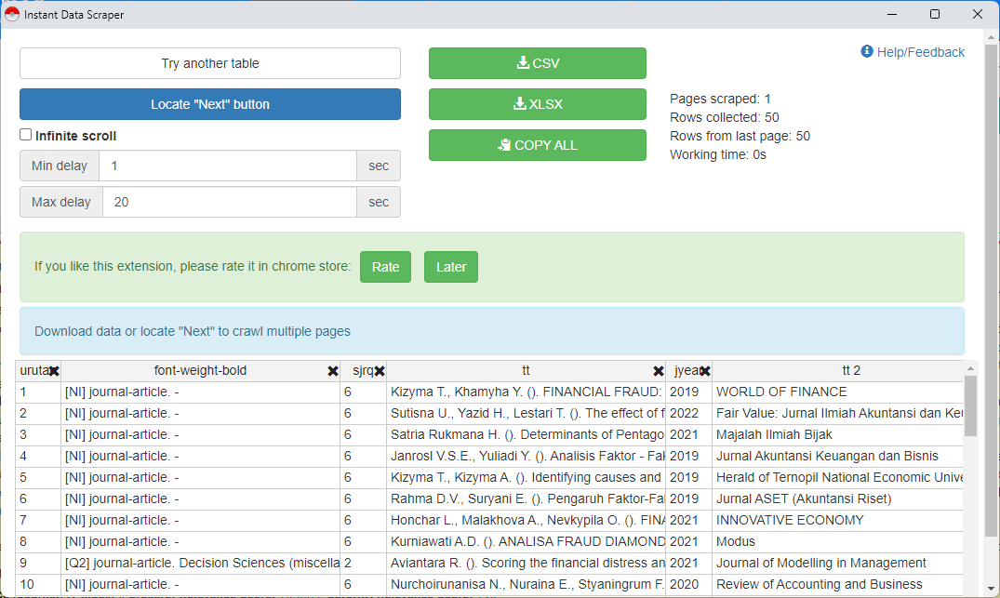 Instant Data Scraper
Try another table
CSV
Help/Feedback
Locate "Next" button
XLSX
Pages scraped: 1
Rows collected: 50
Infinite scroll
Rows from last page: 50
COPY ALL
Working time: 0s
Min delay 1 sec
Max delay 20 sec
If you like this extension, please rate it in chrome store: Rate Later
Download data or locate "Next" to crawl multiple pages
uruta font-weight-bold sjrq tt jyear tt 2
1 [NI] journal-article. - 6 Kizyma T., Khamyha Y. (). FINANCIAL FRAUD: 2019 WORLD OF FINANCE
2 [NI] journal-article. - 6 Sutisna U., Yazid H., Lestari T. (). The effect of f 2022 Fair Value: Jurnal Ilmiah Akuntansi dan Keu
3 [NI] journal-article. - 6 Satria Rukmana H. (). Determinants of Pentago 2021 Majalah Ilmiah Bijak
4 [NI] journal-article. - 6 Janrosl V.S.E., Yuliadi Y. (). Analisis Faktor - Fak 2019 Jurnal Akuntansi Keuangan dan Bisnis
5 [NI] journal-article. - 6 Kizyma T., Kizyma A. (). Identifying causes and 2019 Herald of Ternopil National Economic Unive
6 [NI] journal-article. - 6 Rahma D.V., Suryani E. (). Pengaruh Faktor-Fal 2019 Jurnal ASET (Akuntansi Riset)
7 [NI] journal-article. - 6 Honchar L., Malakhova A., Nevkypila O. (). FINA 2021 INNOVATIVE ECONOMY
8 [NI] journal-article. - 6 Kurniawati A.D. (). ANALISA FRAUD DIAMOND 2021 Modus
9 [Q2] journal-article. Decision Sciences (miscella 2 Aviantara R. (). Scoring the financial distress an 2021 Journal of Modelling in Management
10 [NI] journal-article. - 6 Nurchoirunanisa N., Nuraina E., Styaningrum F. 2020 Review of Accounting and Business